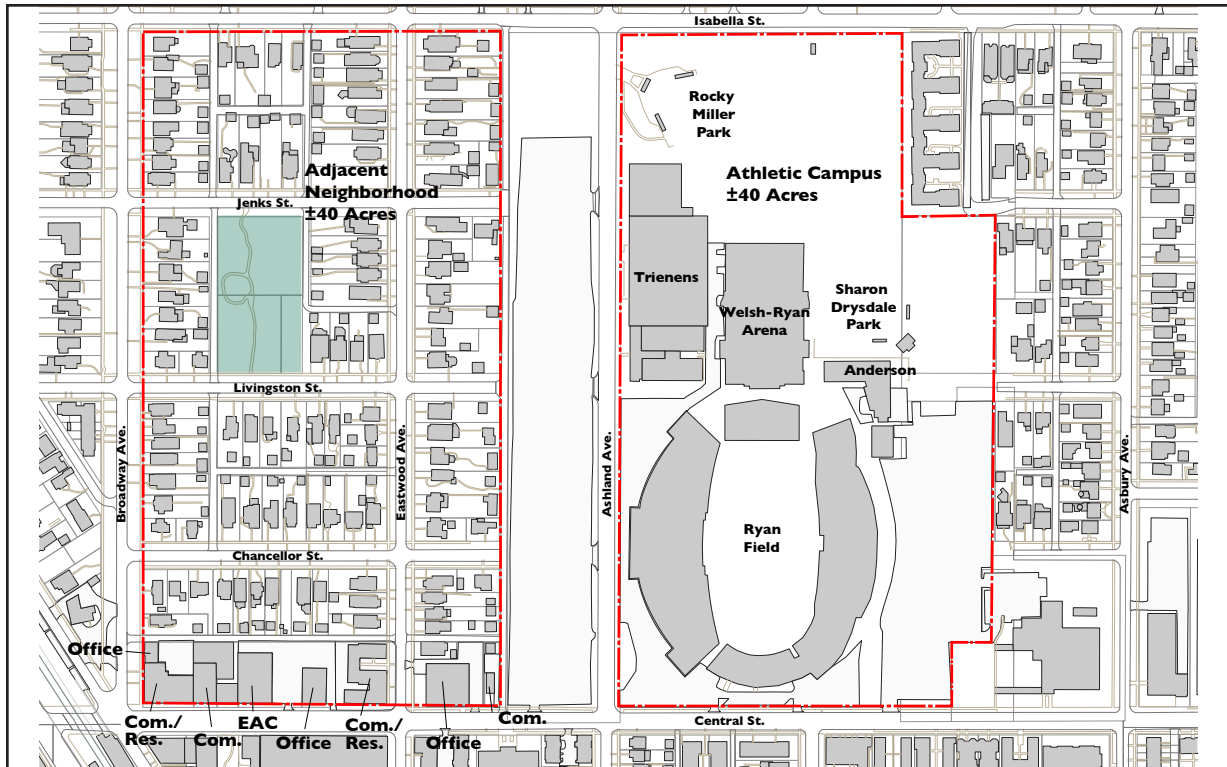 Isabella St.
Rocky
Miller
Park
Adjacent
Neighborhood
±40 Acres
Athletic Campus
±40 Acres
Jenks St.
Trienens
Welsh-Ryan
Arena
Sharon
Drysdale
Park
Anderson
Livingston St.
Broadway Ave.
Eastwood Ave.
Ashland Ave.
Asbury Ave.
Ryan
Field
Chancellor St.
Office
Com./
Res.
Com.
EAC
Office
Com./
Res.
Office
Com.
Central St.